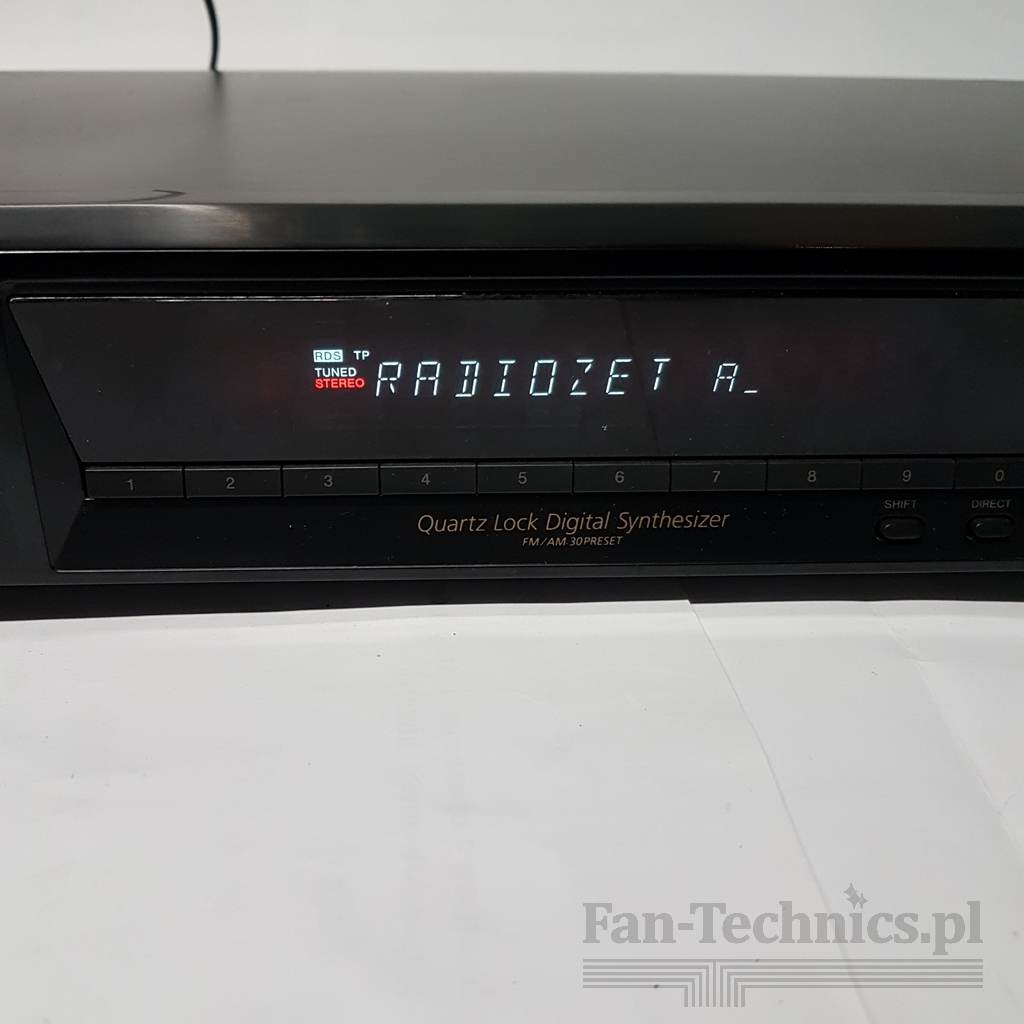 RDS TP
TUNED
STEREO
RADIOZET A_
1 2 3 4 5 6 7 8 9 0
SHIFT DIRECT
Quartz Lock Digital Synthesizer
FM/AM 30PRESET
Fan-Technics.pl